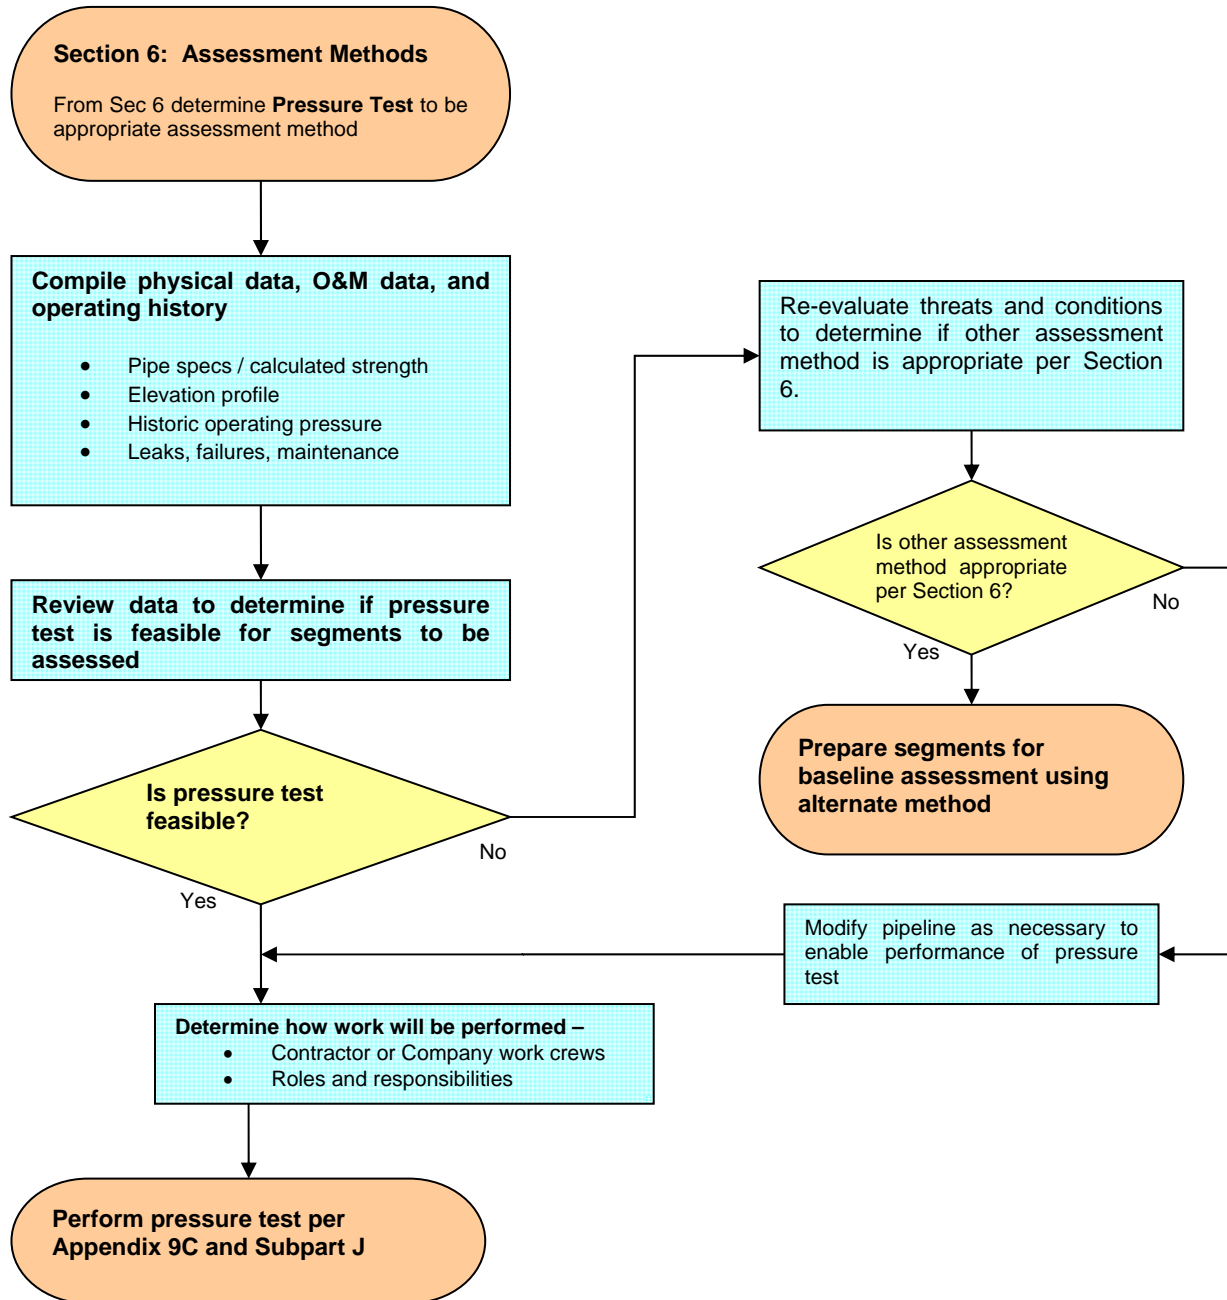 Section 6: Assessment Methods
From Sec 6 determine Pressure Test to be
appropriate assessment method
Compile physical data, O&M data, and
operating history
• Pipe specs / calculated strength
• Elevation profile
• Historic operating pressure
• Leaks, failures, maintenance
Review data to determine if pressure
test is feasible for segments to be
assessed
Is pressure test
feasible?
No
Yes
Re-evaluate threats and conditions
to determine if other assessment
method is appropriate per Section
6.
Is other assessment
method appropriate
per Section 6?
No
Yes
Prepare segments for
baseline assessment using
alternate method
Modify pipeline as necessary to
enable performance of pressure
test
Determine how work will be performed –
• Contractor or Company work crews
• Roles and responsibilities
Perform pressure test per
Appendix 9C and Subpart J